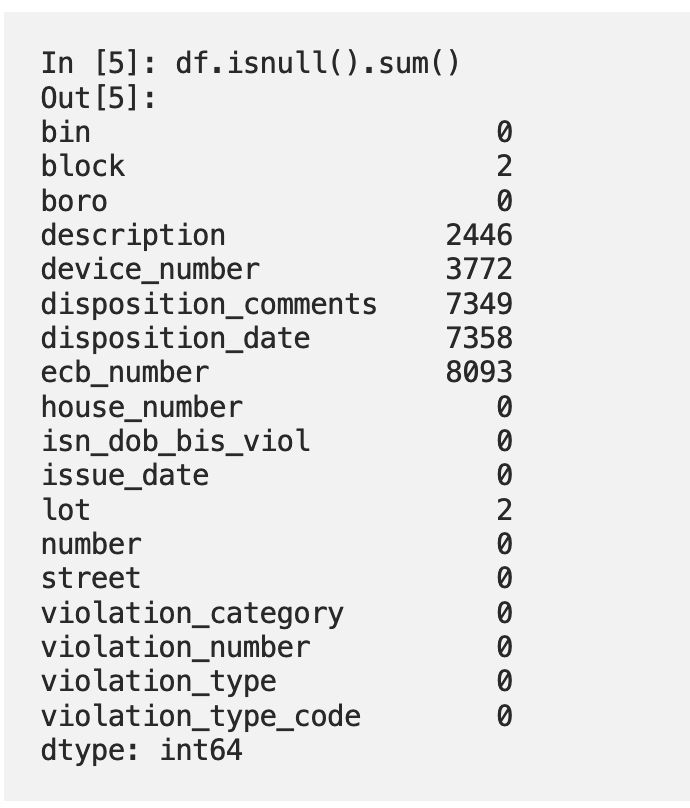 In [5]: df.isnull().sum()
Out[5]:
bin 0
block 2
boro 0
description 2446
device_number 3772
disposition_comments 7349
disposition_date 7358
ecb_number 8093
house_number 0
isn_dob_bis_viol 0
issue_date 0
lot 2
number 0
street 0
violation_category 0
violation_number 0
violation_type 0
violation_type_code 0
dtype: int64